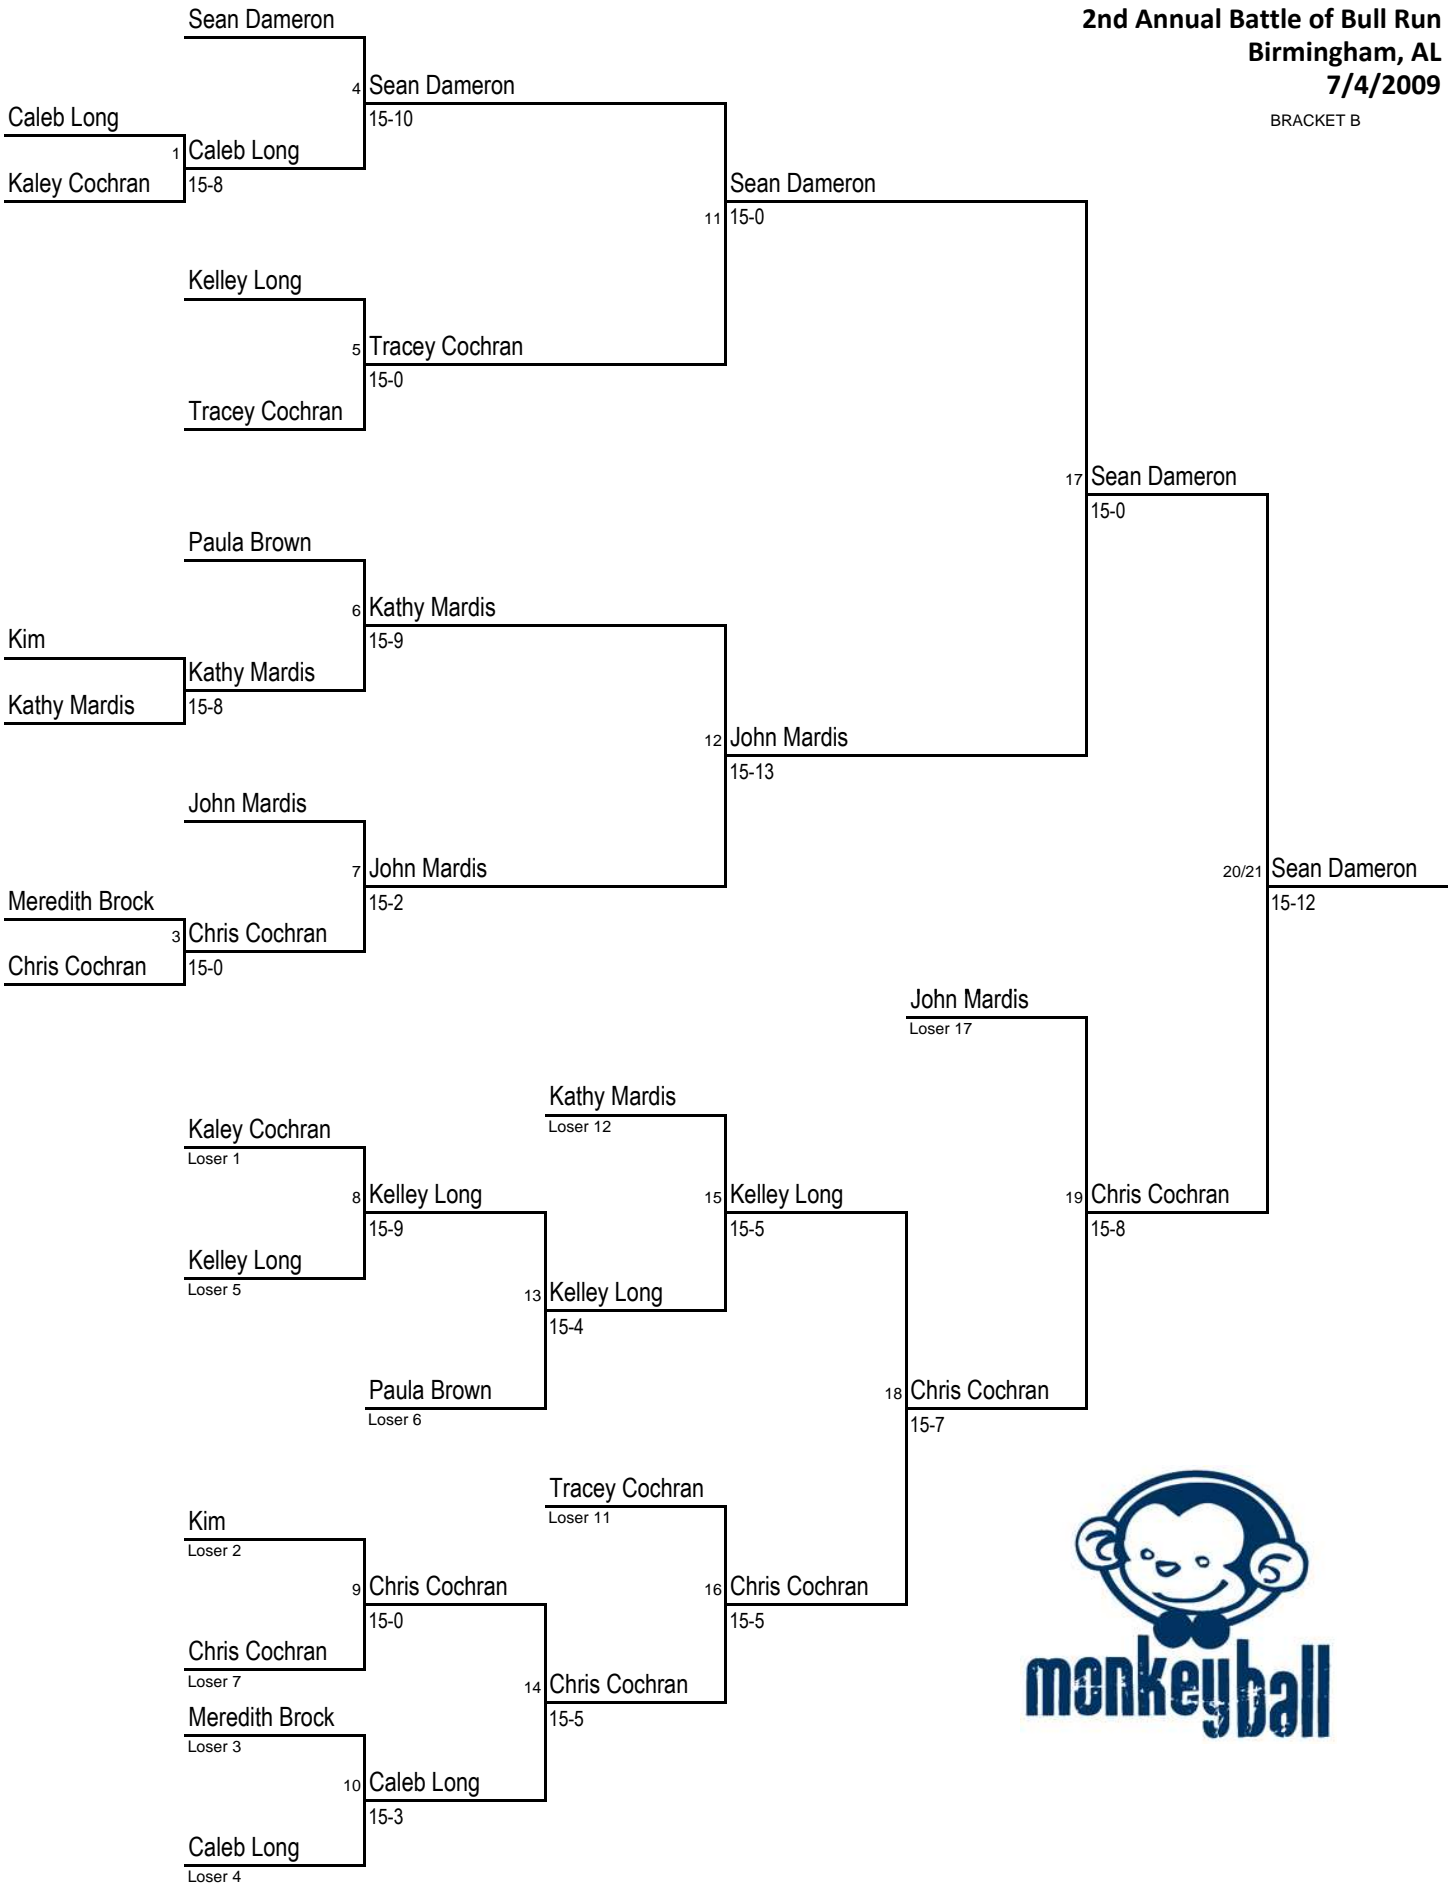 2nd Annual Battle of Bull Run
Birmingham, AL
7/4/2009
BRACKET B
Sean Dameron
4 Sean Dameron
15-10
Caleb Long
1 Caleb Long
15-8
Kaley Cochran
Sean Dameron
11 15-0
Kelley Long
5 Tracey Cochran
15-0
Tracey Cochran
17 Sean Dameron
15-0
Paula Brown
6 Kathy Mardis
15-9
Kim
Kathy Mardis
15-8
Kathy Mardis
12 John Mardis
15-13
John Mardis
7 John Mardis
15-2
Meredith Brock
3 Chris Cochran
15-0
Chris Cochran
20/21 Sean Dameron
15-12
John Mardis
Loser 17
Kathy Mardis
Loser 12
Kaley Cochran
Loser 1
8 Kelley Long
15-9
Kelley Long
Loser 5
15 Kelley Long
15-5
19 Chris Cochran
15-8
13 Kelley Long
15-4
Paula Brown
Loser 6
18 Chris Cochran
15-7
Tracey Cochran
Loser 11
Kim
Loser 2
9 Chris Cochran
15-0
Chris Cochran
Loser 7
16 Chris Cochran
15-5
14 Chris Cochran
15-5
Meredith Brock
Loser 3
10 Caleb Long
15-3
Caleb Long
Loser 4
monkeyball